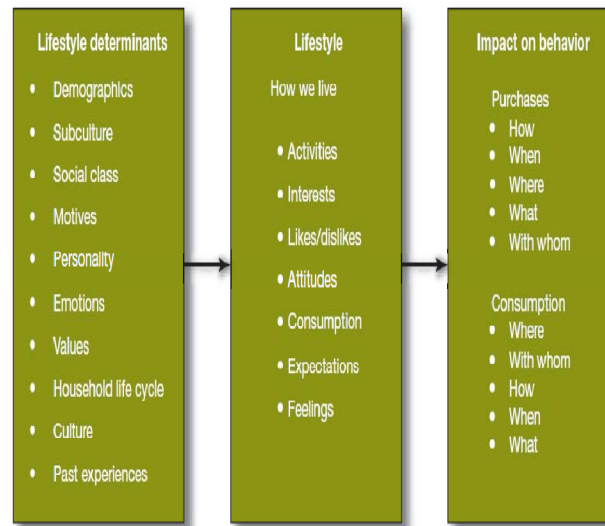 Lifestyle determinants
• Demographics
• Subculture
• Social class
• Motives
• Personality
• Emotions
• Values
• Household life cycle
• Culture
• Past experiences
Lifestyle
How we live
• Activities
• Interests
• Likes/dislikes
• Attitudes
• Consumption
• Expectations
• Feelings
Impact on behavior
Purchases
• How
• When
• Where
• What
• With whom
Consumption
• Where
• With whom
• How
• When
• What